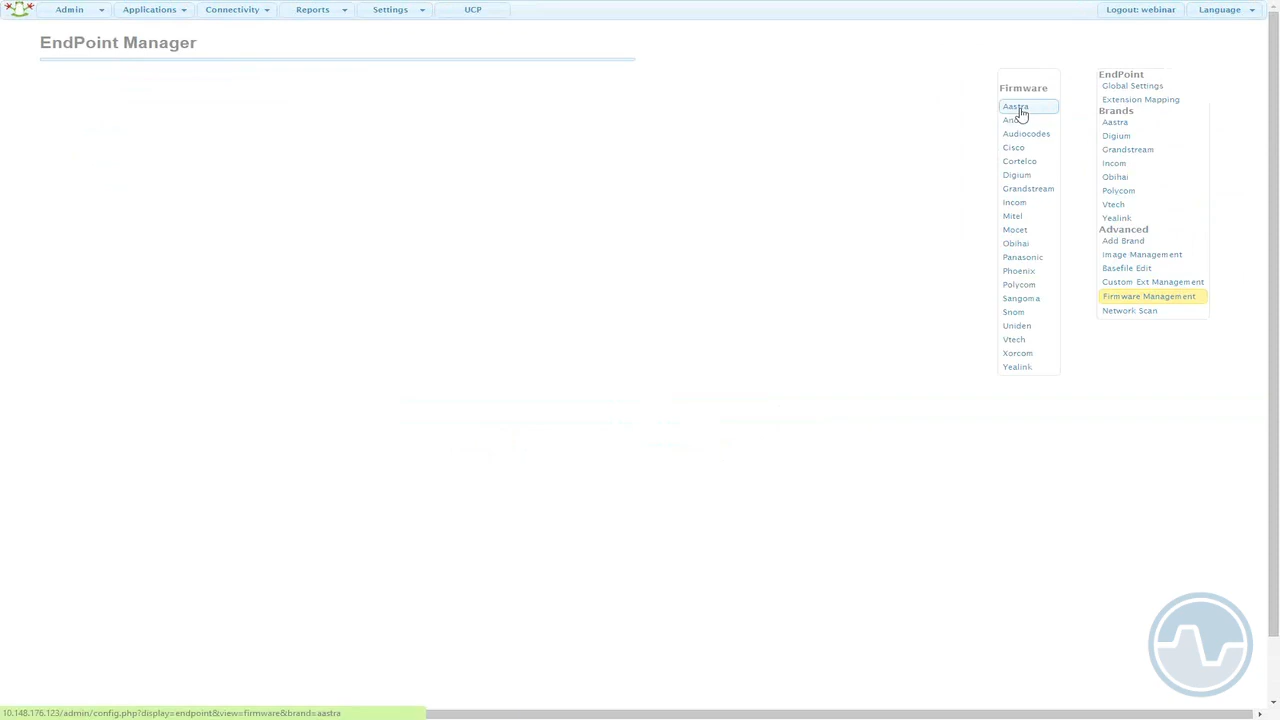 Admin
Applications
Connectivity
Reports
Settings
UCP
Logout: webinar
Language
EndPoint Manager
Firmware
Aastra
Audiocodes
Cisco
Cortelco
Digium
Grandstream
Incom
Mitel
Mocet
Obihai
Panasonic
Phoenix
Polycom
Sangoma
Snom
Uniden
Vtech
Xorcom
Yealink
EndPoint
Global Settings
Extension Mapping
Brands
Aastra
Digium
Grandstream
Incom
Obihai
Polycom
Vtech
Yealink
Advanced
Add Brand
Image Management
Basefile Edit
Custom Ext Management
Firmware Management
Network Scan
10.148.176.123/admin/config.php?display=endpoint&view=firmware&brand=aastra